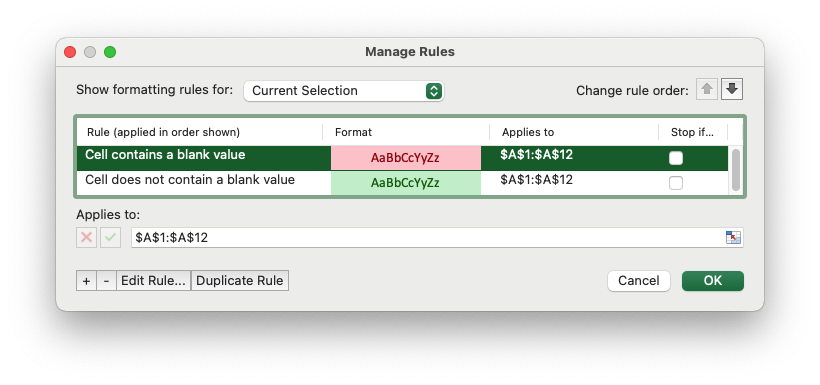 Manage Rules
Show formatting rules for: Current Selection Change rule order:
Rule (applied in order shown) Format Applies to Stop if...
Cell contains a blank value AaBbCcYyZz $A$1:$A$12
Cell does not contain a blank value AaBbCcYyZz $A$1:$A$12
Applies to:
$A$1:$A$12
+ - Edit Rule... Duplicate Rule Cancel OK